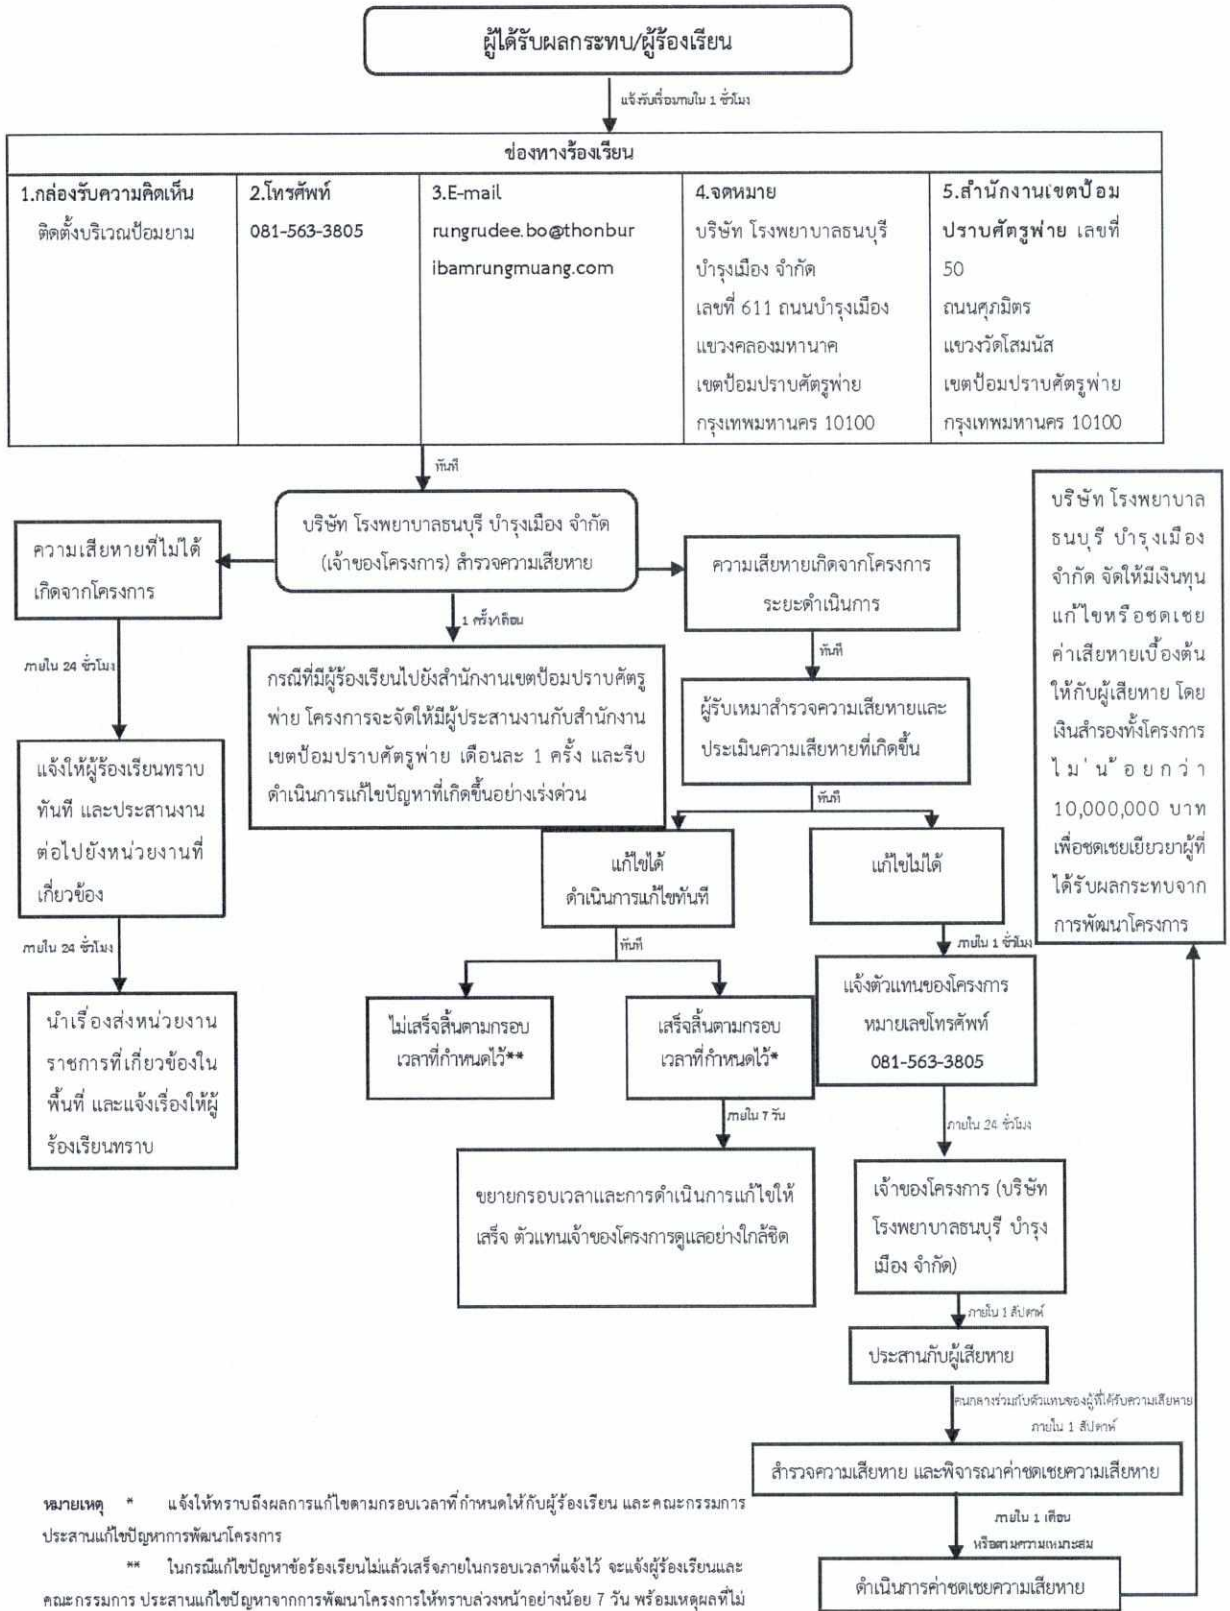 ผู้ได้รับผลกระทบ/ผู้ร้องเรียน
แจ้งรับเรื่องภายใน 1 ชั่วโมง
ช่องทางร้องเรียน
1.กล่องรับความคิดเห็น
ติดตั้งบริเวณป้อมยาม
2.โทรศัพท์
081-563-3805
3.E-mail
rungrudee.bo@thonbur
ibamrungmuang.com
4.จดหมาย
บริษัท โรงพยาบาลธนบุรี
บำรุงเมือง จำกัด
เลขที่ 611 ถนนบำรุงเมือง
แขวงคลองมหานาค
เขตป้อมปราบศัตรูพ่าย
กรุงเทพมหานคร 10100
5.สำนักงานเขตป้อม
ปราบศัตรูพ่าย เลขที่
50
ถนนศุภมิตร
แขวงวัดโสมนัส
เขตป้อมปราบศัตรูพ่าย
กรุงเทพมหานคร 10100
ทันที
บริษัท โรงพยาบาลธนบุรี บำรุงเมือง จำกัด
(เจ้าของโครงการ) สำรวจความเสียหาย
ความเสียหายที่ไม่ได้
เกิดจากโครงการ
ภายใน 24 ชั่วโมง
แจ้งให้ผู้ร้องเรียนทราบ
ทันที และประสานงาน
ต่อไปยังหน่วยงานที่
เกี่ยวข้อง
ภายใน 24 ชั่วโมง
นำเรื่องส่งหน่วยงาน
ราชการที่เกี่ยวข้องใน
พื้นที่ และแจ้งเรื่องให้ผู้
ร้องเรียนทราบ
1 ครั้ง/เดือน
กรณีที่มีผู้ร้องเรียนไปยังสำนักงานเขตป้อมปราบศัตรู
พ่าย โครงการจะจัดให้มีผู้ประสานงานกับสำนักงาน
เขตป้อมปราบศัตรูพ่าย เดือนละ 1 ครั้ง และรีบ
ดำเนินการแก้ไขปัญหาที่เกิดขึ้นอย่างเร่งด่วน
ความเสียหายเกิดจากโครงการ
ระยะดำเนินการ
ทันที
ผู้รับเหมาสำรวจความเสียหายและ
ประเมินความเสียหายที่เกิดขึ้น
ทันที
แก้ไขได้
ดำเนินการแก้ไขทันที
แก้ไขไม่ได้
ทันที
ไม่เสร็จสิ้นตามกรอบ
เวลาที่กำหนดไว้**
เสร็จสิ้นตามกรอบ
เวลาที่กำหนดไว้*
ภายใน 7 วัน
ขยายกรอบเวลาและการดำเนินการแก้ไขให้
เสร็จ ตัวแทนเจ้าของโครงการดูแลอย่างใกล้ชิด
ภายใน 1 ชั่วโมง
แจ้งตัวแทนของโครงการ
หมายเลขโทรศัพท์
081-563-3805
ภายใน 24 ชั่วโมง
เจ้าของโครงการ (บริษัท
โรงพยาบาลธนบุรี บำรุง
เมือง จำกัด)
ภายใน 1 สัปดาห์
ประสานกับผู้เสียหาย
คนกลางร่วมกับตัวแทนของผู้ที่ได้รับความเสียหาย
ภายใน 1 สัปดาห์
สำรวจความเสียหาย และพิจารณาค่าชดเชยความเสียหาย
ภายใน 1 เดือน
หรือตามความเหมาะสม
ดำเนินการค่าชดเชยความเสียหาย
บริษัท โรงพยาบาล
ธนบุรี บำรุงเมือง
จำกัด จัดให้มีเงินทุน
แก้ไขหรือชดเชย
ค่าเสียหายเบื้องต้น
ให้กับผู้เสียหาย โดย
เงินสำรองทั้งโครงการ
ไม่น้อยกว่า
10,000,000 บาท
เพื่อชดเชยเยียวยาผู้ที่
ได้รับผลกระทบจาก
การพัฒนาโครงการ
หมายเหตุ * แจ้งให้ทราบถึงผลการแก้ไขตามกรอบเวลาที่กำหนดให้กับผู้ร้องเรียน และคณะกรรมการ
ประสานแก้ไขปัญหาการพัฒนาโครงการ
** ในกรณีแก้ไขปัญหาข้อร้องเรียนไม่แล้วเสร็จภายในกรอบเวลาที่แจ้งไว้ จะแจ้งผู้ร้องเรียนและ
คณะกรรมการ ประสานแก้ไขปัญหาจากการพัฒนาโครงการให้ทราบล่วงหน้าอย่างน้อย 7 วัน พร้อมเหตุผลที่ไม่